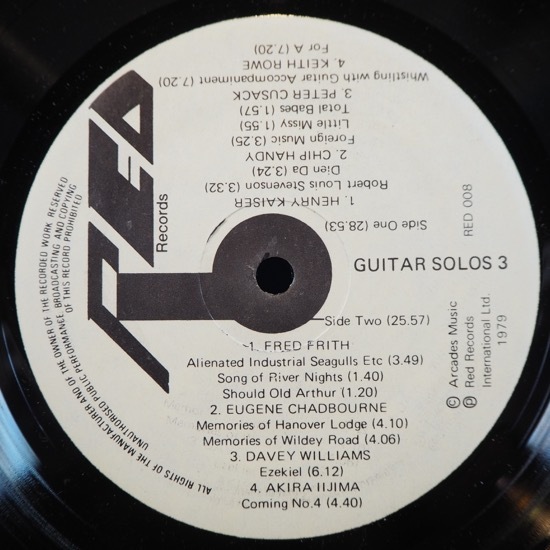 RED
Records
GUITAR SOLOS 3
RED 008
Side One (28.53)
1. HENRY KAISER
Robert Louis Stevenson (3.32)
Dien Da (3.24)
2. CHIP HANDY
Foreign Music (3.25)
Little Missy (1.55)
Total Babes (1.57)
3. PETER CUSACK
Whistling with Guitar Accompaniment (7.20)
4. KEITH ROWE
For A (7.20)
Side Two (25.57)
1. FRED FRITH
Alienated Industrial Seagulls Etc (3.49)
Song of River Nights (1.40)
Should Old Arthur (1.20)
2. EUGENE CHADBOURNE
Memories of Hanover Lodge (4.10)
Memories of Wildey Road (4.06)
3. DAVEY WILLIAMS
Ezekiel (6.12)
4. AKIRA IIJIMA
Coming No.4 (4.40)
© Arcades Music
℗ Red Records
International Ltd.
1979
ALL RIGHTS OF THE MANUFACTURER AND OF THE OWNER OF THE RECORDED WORK RESERVED
UNAUTHORISED PUBLIC PERFORMANCE, BROADCASTING AND COPYING
OF THIS RECORD PROHIBITED